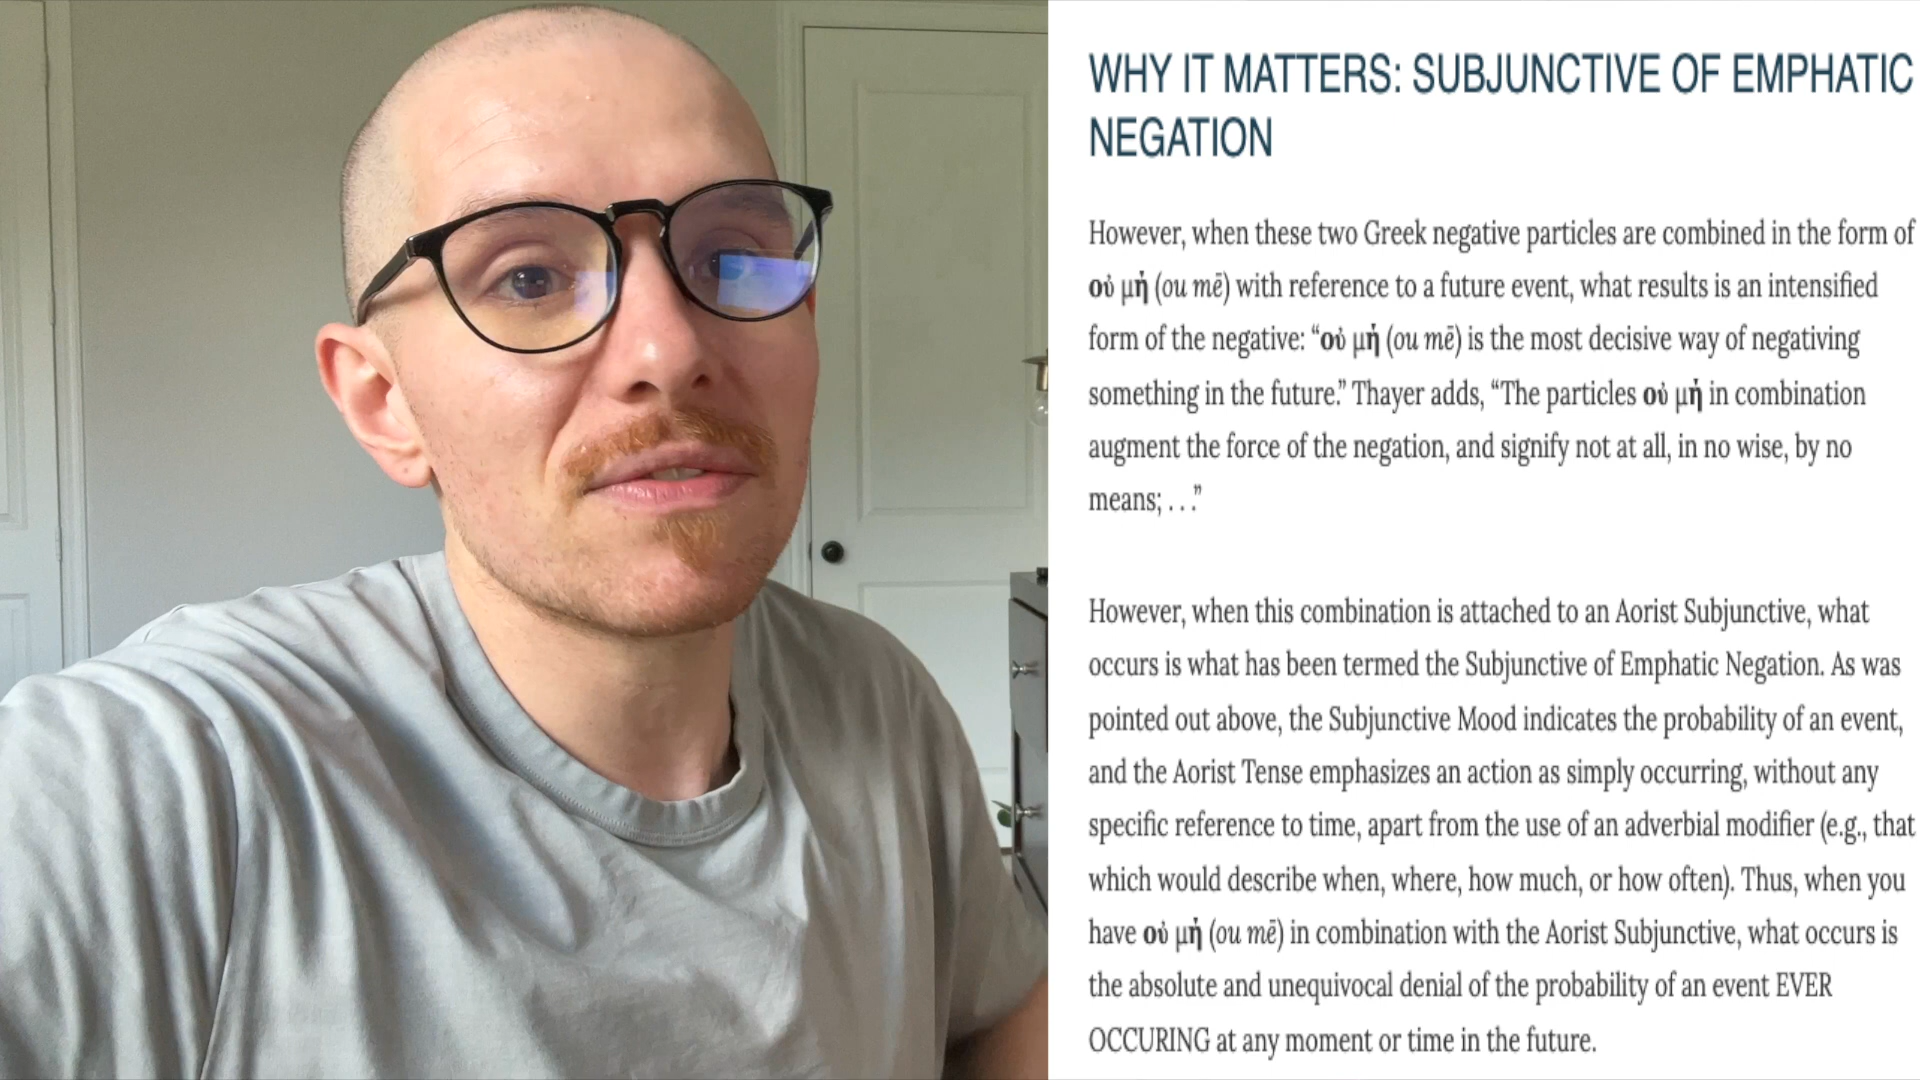 WHY IT MATTERS: SUBJUNCTIVE OF EMPHATIC
NEGATION
However, when these two Greek negative particles are combined in the form of
οὐ μή (ou mē) with reference to a future event, what results is an intensified
form of the negative: “οὐ μή (ou mē) is the most decisive way of negativing
something in the future.” Thayer adds, “The particles οὐ μή in combination
augment the force of the negation, and signify not at all, in no wise, by no
means; . . .”
However, when this combination is attached to an Aorist Subjunctive, what
occurs is what has been termed the Subjunctive of Emphatic Negation. As was
pointed out above, the Subjunctive Mood indicates the probability of an event,
and the Aorist Tense emphasizes an action as simply occurring, without any
specific reference to time, apart from the use of an adverbial modifier (e.g., that
which would describe when, where, how much, or how often). Thus, when you
have οὐ μή (ou mē) in combination with the Aorist Subjunctive, what occurs is
the absolute and unequivocal denial of the probability of an event EVER
OCCURING at any moment or time in the future.